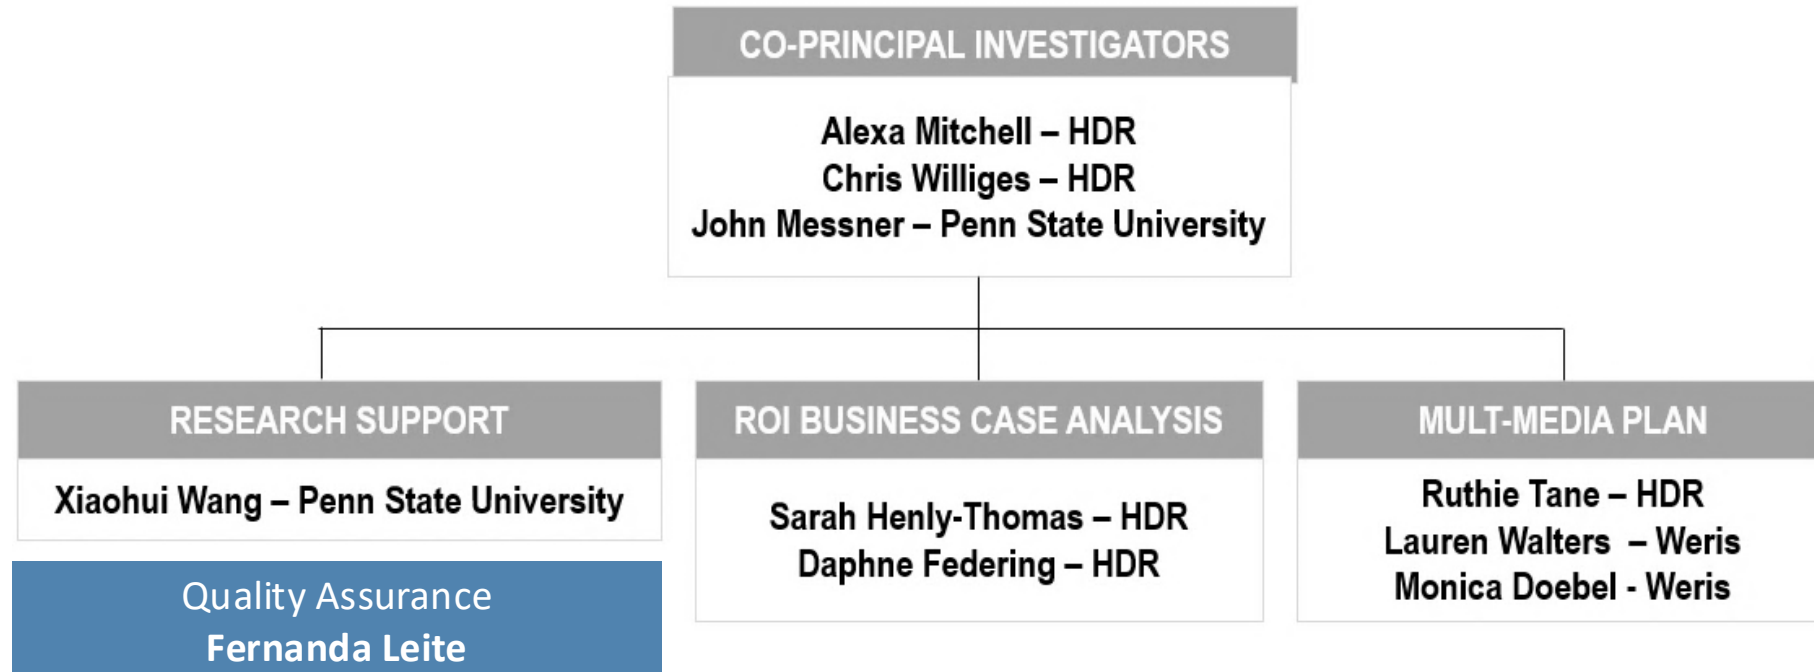 CO-PRINCIPAL INVESTIGATORS
Alexa Mitchell – HDR
Chris Williges – HDR
John Messner – Penn State University
RESEARCH SUPPORT
Xiaohui Wang – Penn State University
Quality Assurance
Fernanda Leite
ROI BUSINESS CASE ANALYSIS
Sarah Henly-Thomas – HDR
Daphne Federing – HDR
MULT-MEDIA PLAN
Ruthie Tane – HDR
Lauren Walters – Weris
Monica Doebel - Weris